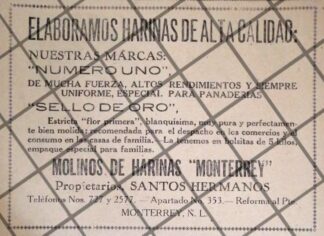 ELABORAMOS HARINAS DE ALTA CALIDAD:
NUESTRAS MARCAS:
"NUMERO UNO",
DE MUCHA FUERZA, ALTOS RENDIMIENTOS Y SIEMPRE
UNIFORME, ESPECIAL PARA PANADERIAS
"SELLO DE ORO",
Estricta "flor primera", blanquísima, muy pura y perfectamen-
te bien molida: recomendada para el despacho en los comercios y el
consumo en las casas de familia. —La tenemos en bolsitas de 5 kilos,
empaque especial para familias.
MOLINOS DE HARINAS "MONTERREY"
Propietarios, SANTOS HERMANOS
Teléfonos Nos. 727 y 2577.— Apartado No. 353.—Reforma al Pte.
MONTERREY, N. L.